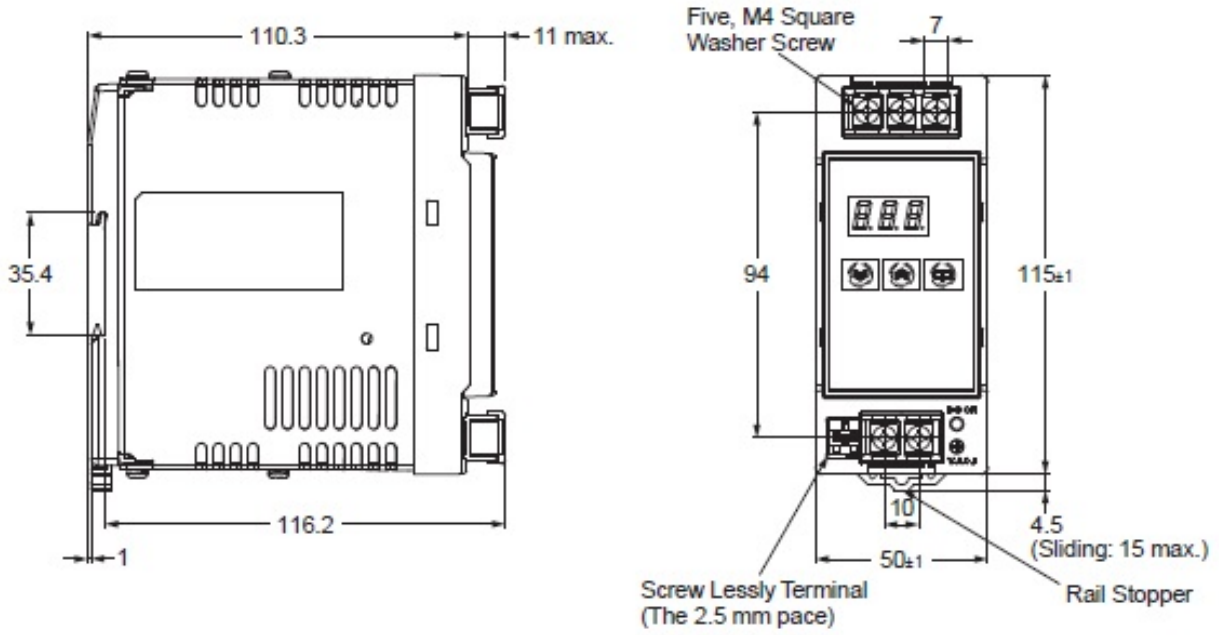 110.3
11 max.
35.4
116.2
1
Five, M4 Square
Washer Screw
7
94
115±1
10
4.5
(Sliding: 15 max.)
50±1
Rail Stopper
Screw Lessly Terminal
(The 2.5 mm pace)